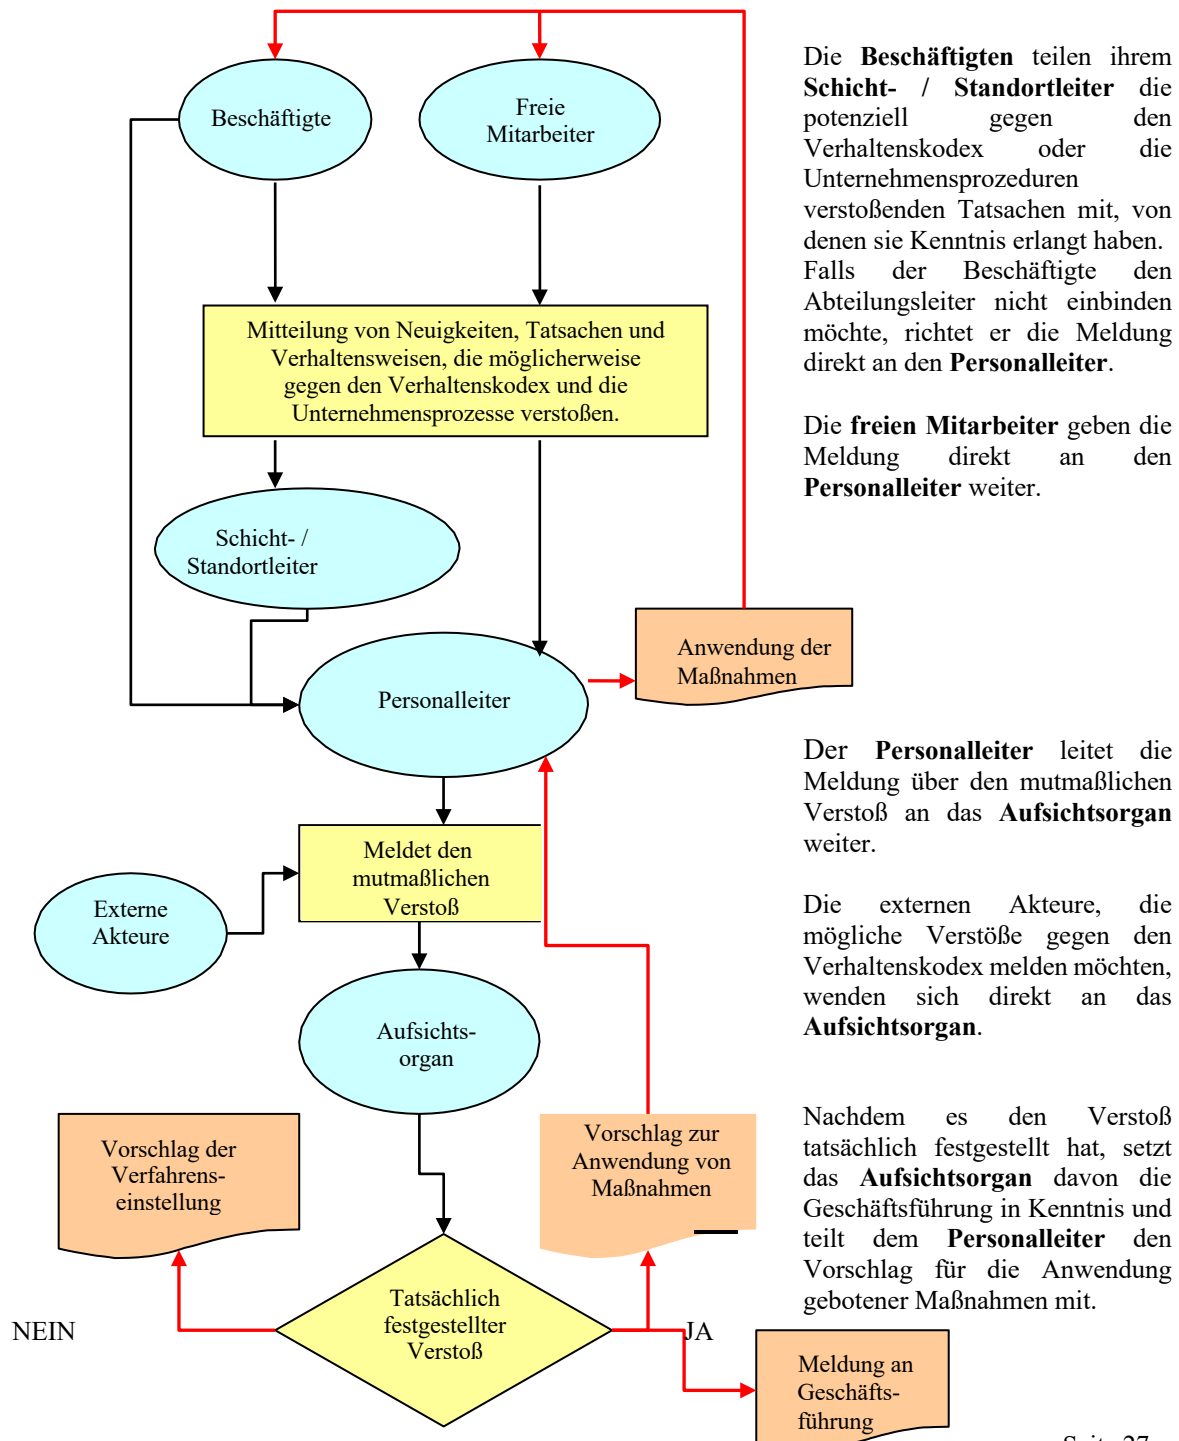 Beschäftigte
Freie
Mitarbeiter
Mitteilung von Neuigkeiten, Tatsachen und
Verhaltensweisen, die möglicherweise
gegen den Verhaltenskodex und die
Unternehmensprozesse verstoßen.
Schicht- /
Standortleiter
Anwendung der
Maßnahmen
Personalleiter
Meldet den
mutmaßlichen
Verstoß
Externe
Akteure
Aufsichts-
organ
Vorschlag der
Verfahrens-
einstellung
Vorschlag zur
Anwendung von
Maßnahmen
Tatsächlich
festgestellter
Verstoß
NEIN
JA
Meldung an
Geschäfts-
führung
Die Beschäftigten teilen ihrem
Schicht- / Standortleiter die
potenziell gegen den
Verhaltenskodex oder die
Unternehmensprozeduren
verstoßenden Tatsachen mit, von
denen sie Kenntnis erlangt haben.
Falls der Beschäftigte den
Abteilungsleiter nicht einbinden
möchte, richtet er die Meldung
direkt an den Personalleiter.
Die freien Mitarbeiter geben die
Meldung direkt an den
Personalleiter weiter.
Der Personalleiter leitet die
Meldung über den mutmaßlichen
Verstoß an das Aufsichtsorgan
weiter.
Die externen Akteure, die
mögliche Verstöße gegen den
Verhaltenskodex melden möchten,
wenden sich direkt an das
Aufsichtsorgan.
Nachdem es den Verstoß
tatsächlich festgestellt hat, setzt
das Aufsichtsorgan davon die
Geschäftsführung in Kenntnis und
teilt dem Personalleiter den
Vorschlag für die Anwendung
gebotener Maßnahmen mit.